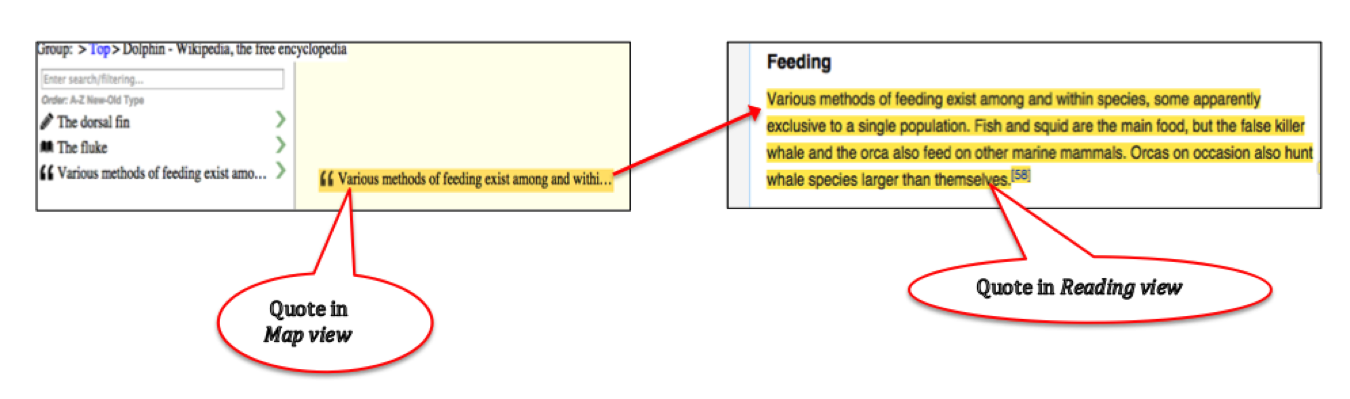 Group: > Top > Dolphin - Wikipedia, the free encyclopedia
Enter search/filtering...
Order: A-Z New-Old Type
The dorsal fin
The fluke
Various methods of feeding exist amo...
Various methods of feeding exist among and withi...
Quote in
Map view
Feeding
Various methods of feeding exist among and within species, some apparently
exclusive to a single population. Fish and squid are the main food, but the false killer
whale and the orca also feed on other marine mammals. Orcas on occasion also hunt
whale species larger than themselves.[58]
Quote in Reading view